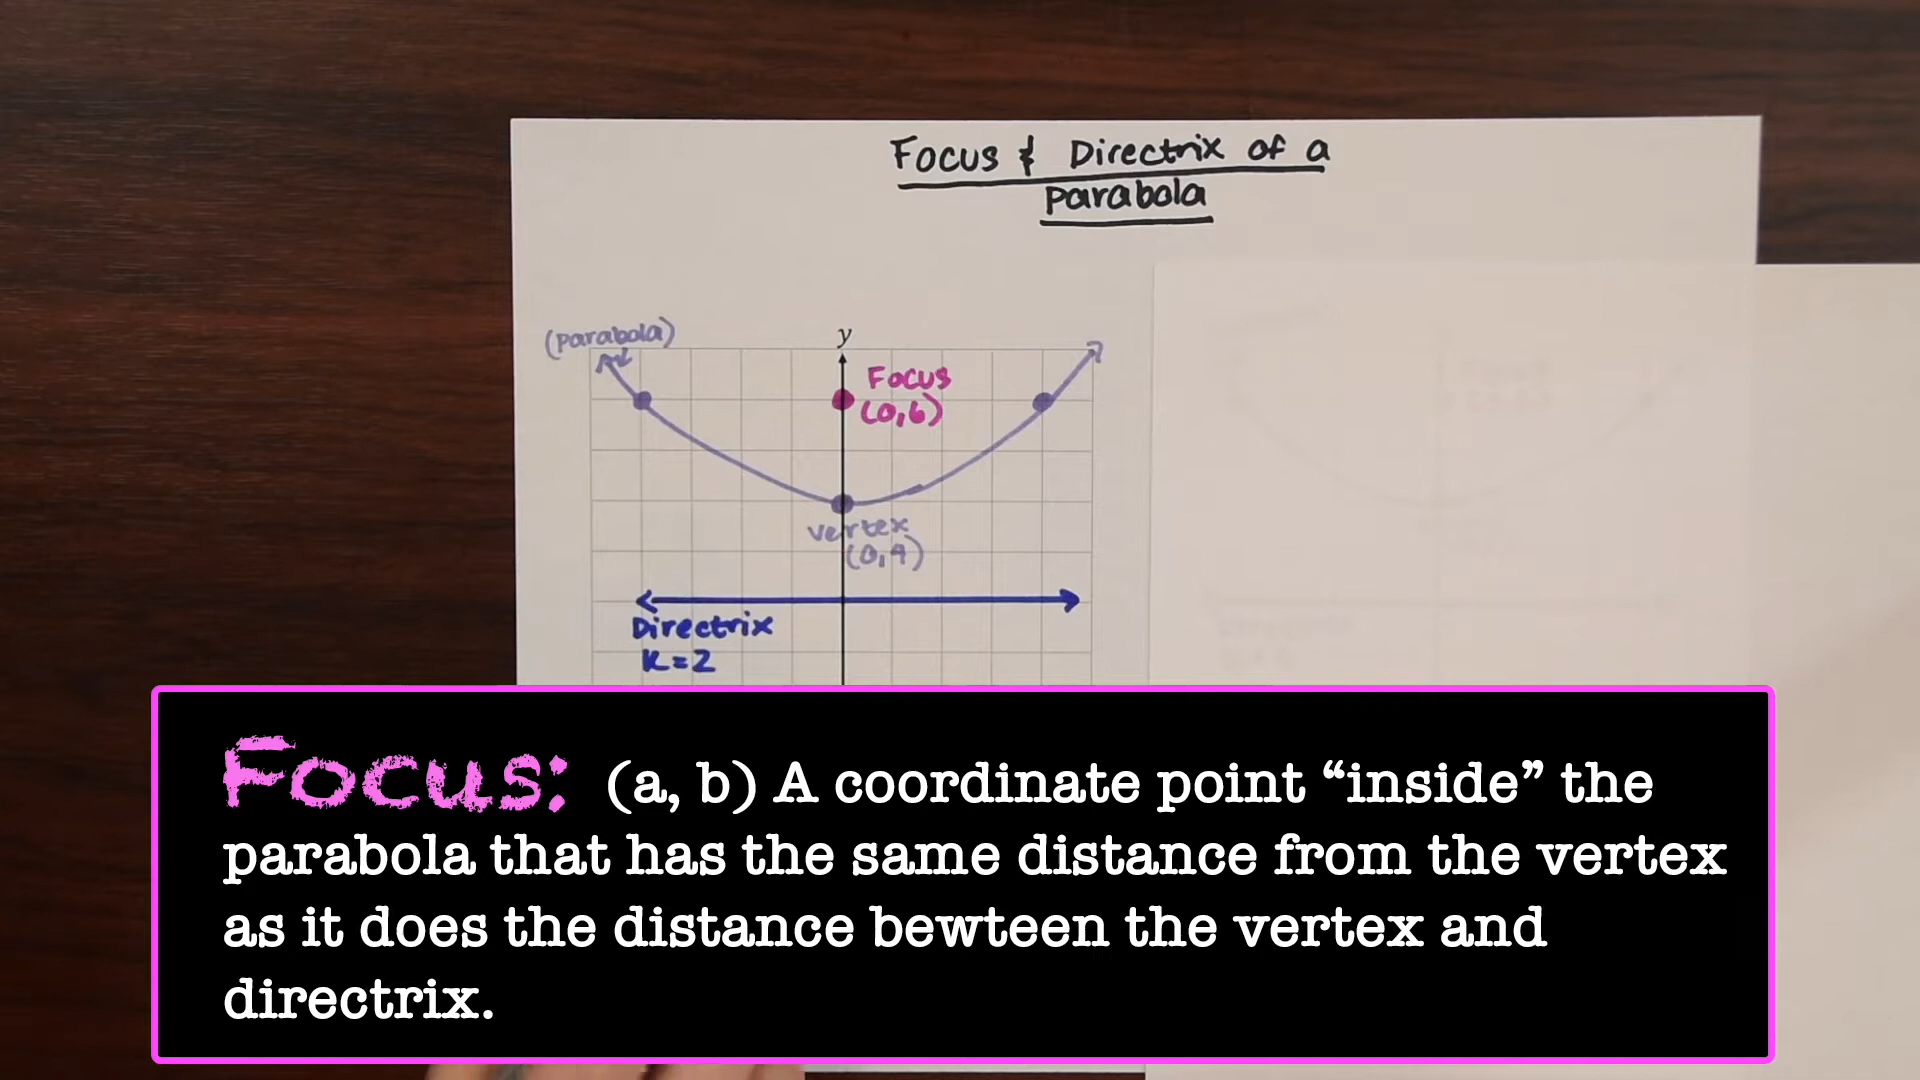 Focus & Directrix of a
parabola
(parabola)
y
Focus
(0,6)
vertex
(0,4)
Directrix
K=2
Focus: (a, b) A coordinate point “inside” the
parabola that has the same distance from the vertex
as it does the distance bewteen the vertex and
directrix.